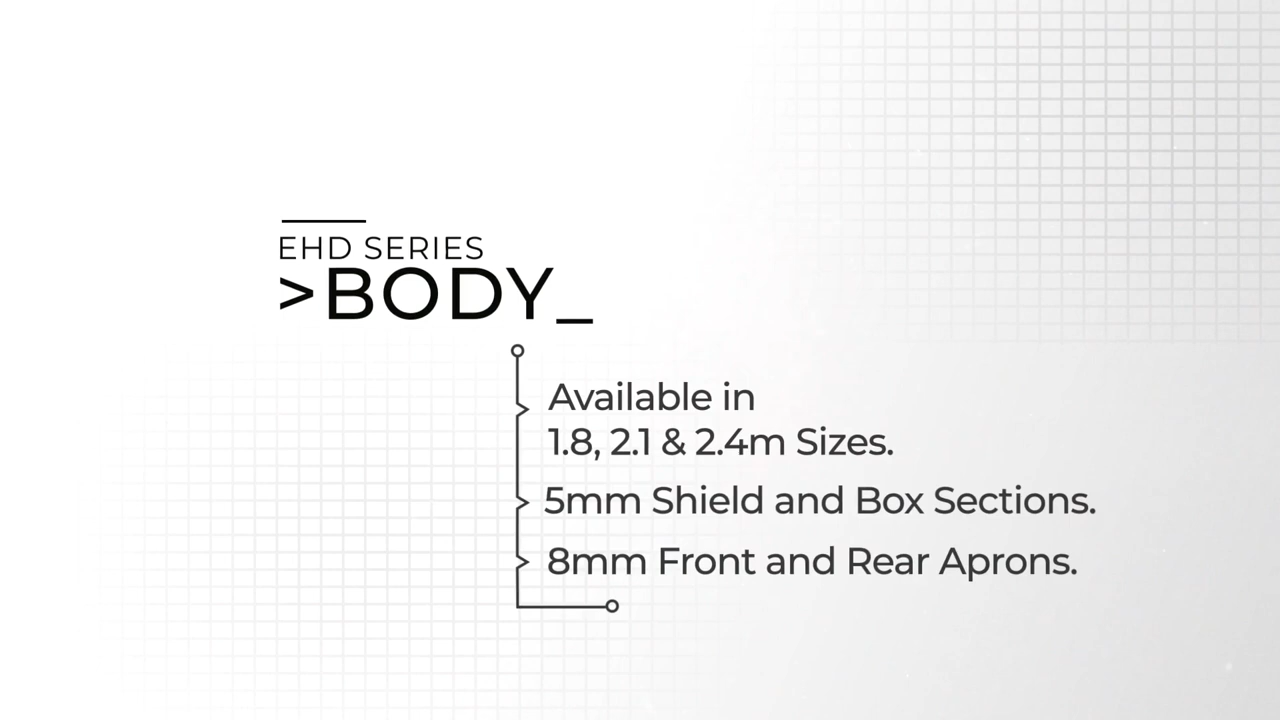 EHD SERIES
>BODY_
Available in
1.8, 2.1 & 2.4m Sizes.
5mm Shield and Box Sections.
8mm Front and Rear Aprons.